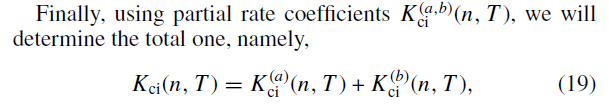 Finally, using partial rate coefficients K_{ci}^{(a,b)}(n, T), we will
determine the total one, namely,
K_{ci}(n, T) = K_{ci}^{(a)}(n, T) + K_{ci}^{(b)}(n, T), (19)